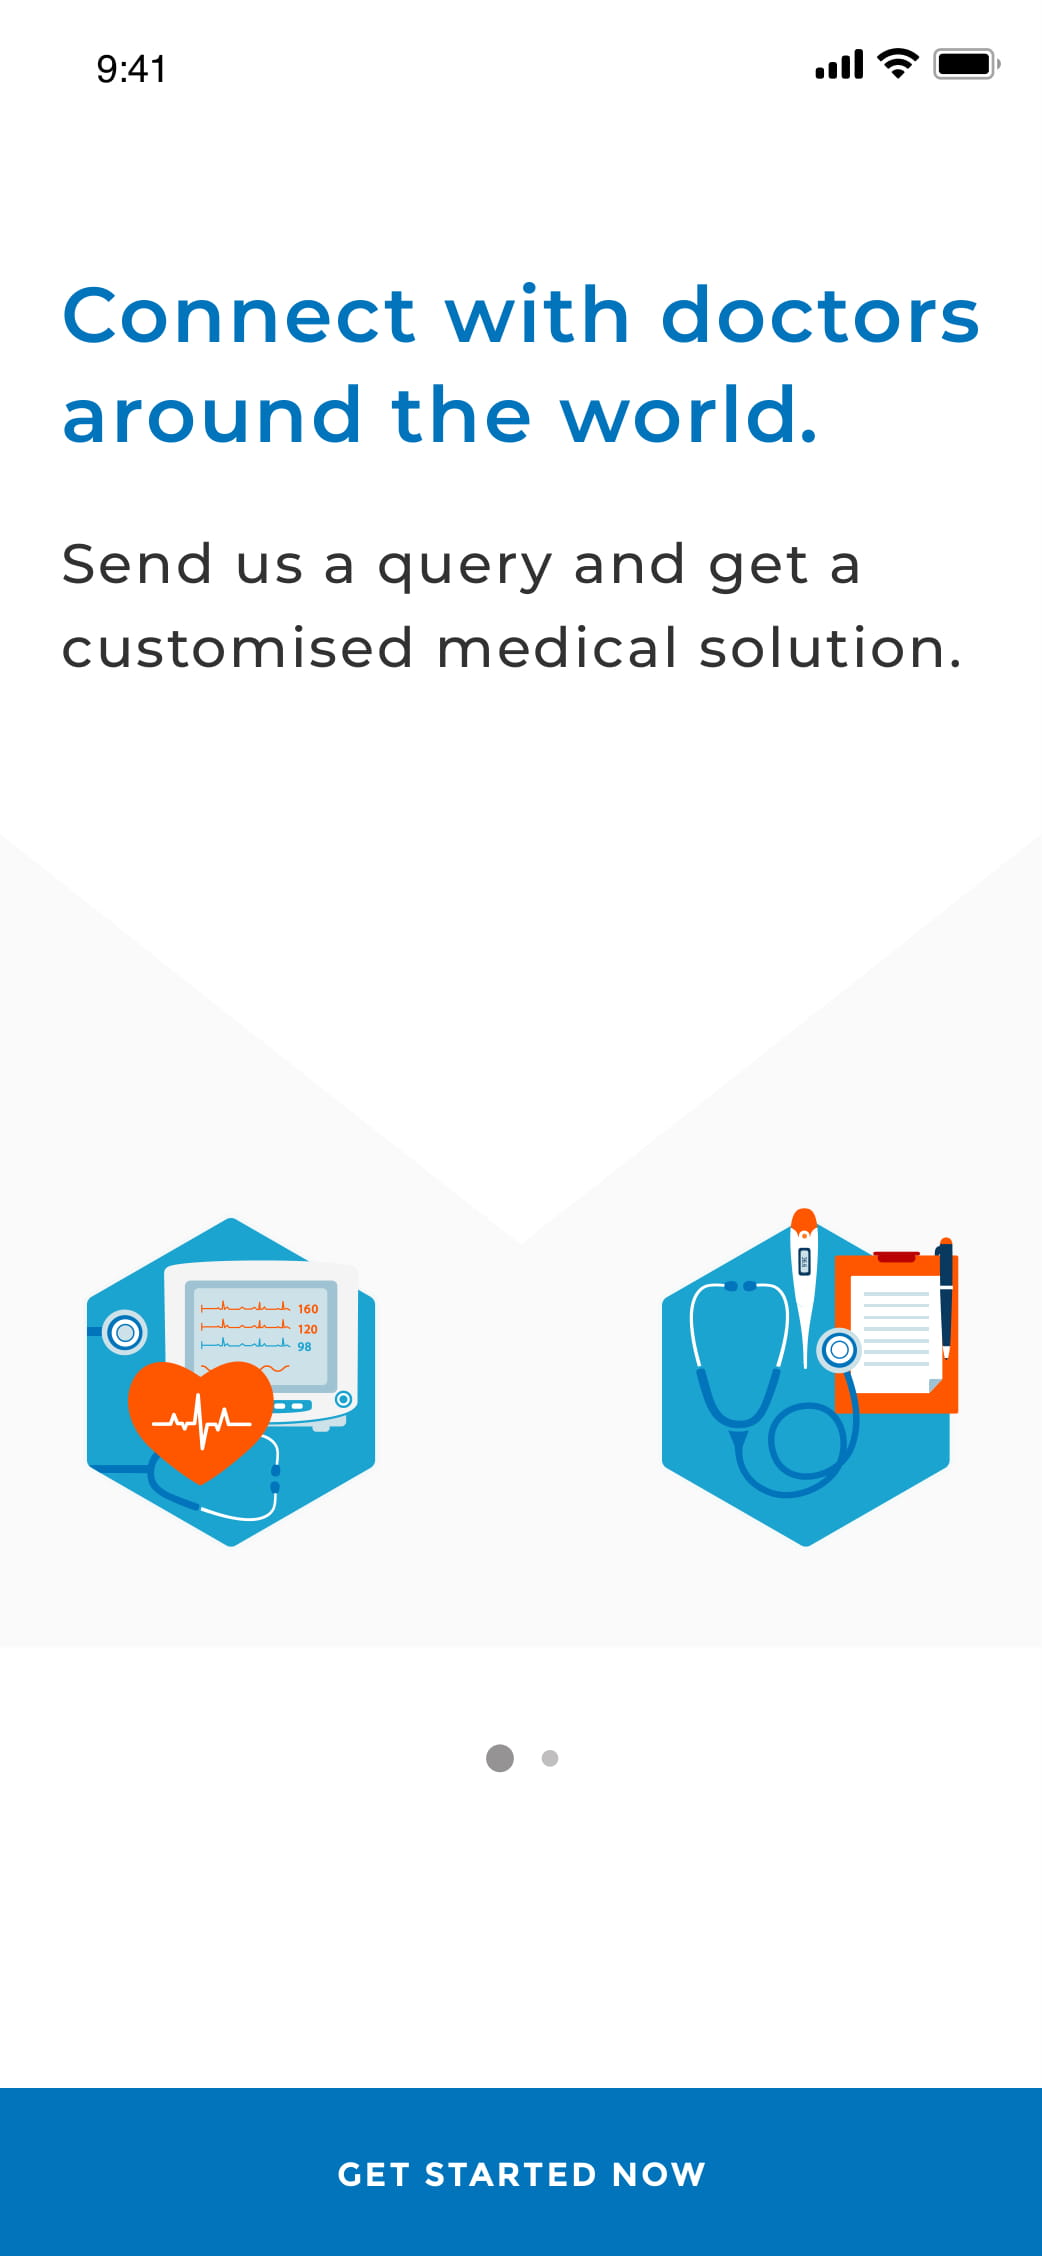 9:41
Connect with doctors
around the world.
Send us a query and get a
customised medical solution.
160
120
98
GET STARTED NOW